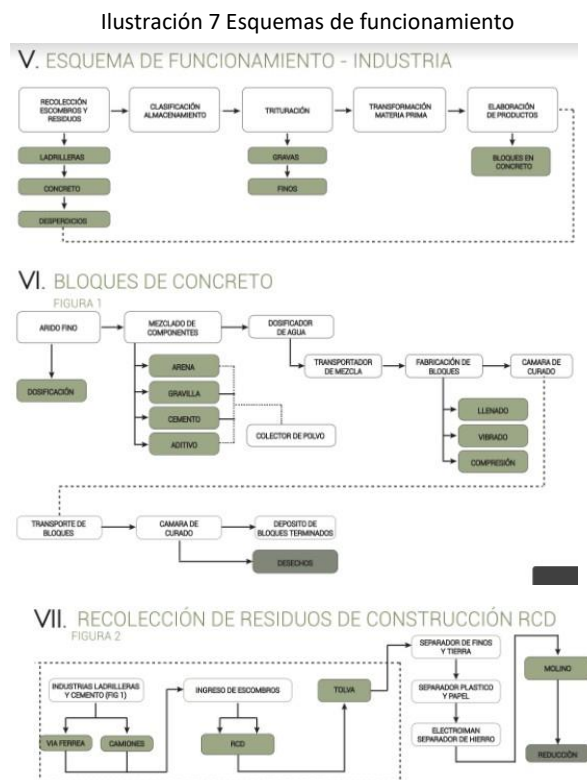 Ilustración 7 Esquemas de funcionamiento
V. ESQUEMA DE FUNCIONAMIENTO - INDUSTRIA
RECOLECCIÓN
ESCOMBROS Y
RESIDUOS
CLASIFICACIÓN
ALMACENAMIENTO
TRITURACIÓN
TRANSFORMACIÓN
MATERIA PRIMA
ELABORACIÓN
DE PRODUCTOS
LADRILLERAS
CONCRETO
DESPERDICIOS
GRAVAS
FINOS
BLOQUES EN
CONCRETO
VI. BLOQUES DE CONCRETO
FIGURA 1
ARIDO FINO
MEZCLADO DE
COMPONENTES
DOSIFICADOR
DE AGUA
TRANSPORTADOR
DE MEZCLA
FABRICACIÓN DE
BLOQUES
CAMARA DE
CURADO
DOSIFICACIÓN
ARENA
GRAVILLA
CEMENTO
ADITIVO
COLECTOR DE POLVO
LLENADO
VIBRADO
COMPRESIÓN
TRANSPORTE DE
BLOQUES
CAMARA DE
CURADO
DEPOSITO DE
BLOQUES TERMINADOS
DESECHOS
VII. RECOLECCIÓN DE RESIDUOS DE CONSTRUCCIÓN RCD
FIGURA 2
INDUSTRIAS LADRILLERAS
Y CEMENTO (FIG 1)
VIA FERREA
CAMIONES
INGRESO DE ESCOMBROS
RCD
TOLVA
SEPARADOR DE FINOS
Y TIERRA
SEPARADOR PLASTICO
Y PAPEL
ELECTROIMAN
SEPARADOR DE HIERRO
MOLINO
REDUCCIÓN